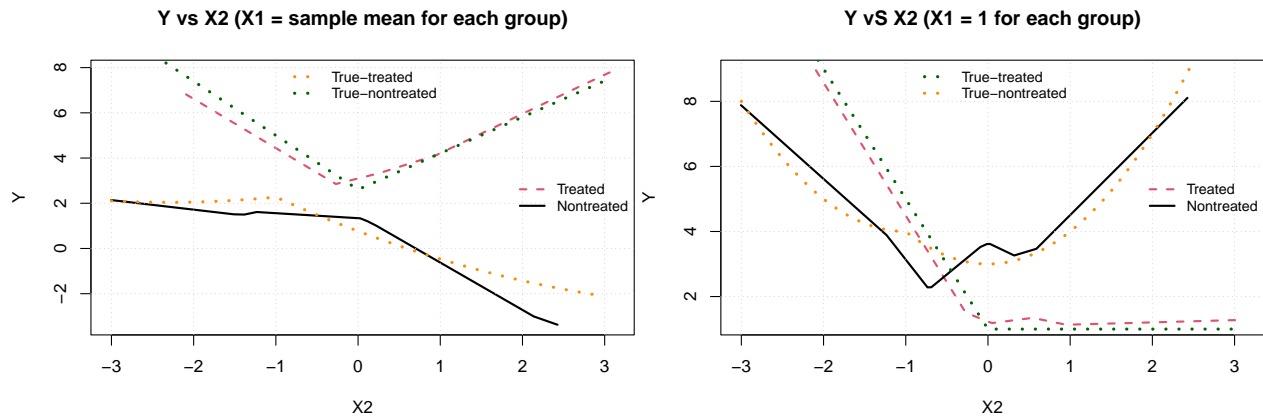 Y vs X2 (X1 = sample mean for each group)
8
6
4
2
0
−2
Y
True−treated
True−nontreated
Treated
Nontreated
−3 −2 −1 0 1 2 3
X2
Y vS X2 (X1 = 1 for each group)
8
6
4
2
Y
True−treated
True−nontreated
Treated
Nontreated
−3 −2 −1 0 1 2 3
X2